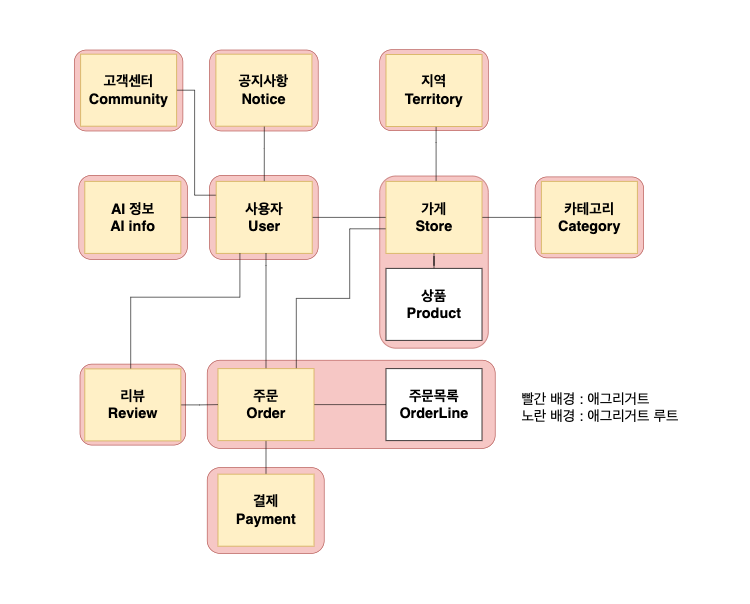 고객센터
Community
공지사항
Notice
지역
Territory
AI 정보
AI info
사용자
User
가게
Store
카테고리
Category
상품
Product
리뷰
Review
주문
Order
주문목록
OrderLine
빨간 배경 : 애그리거트
노란 배경 : 애그리거트 루트
결제
Payment